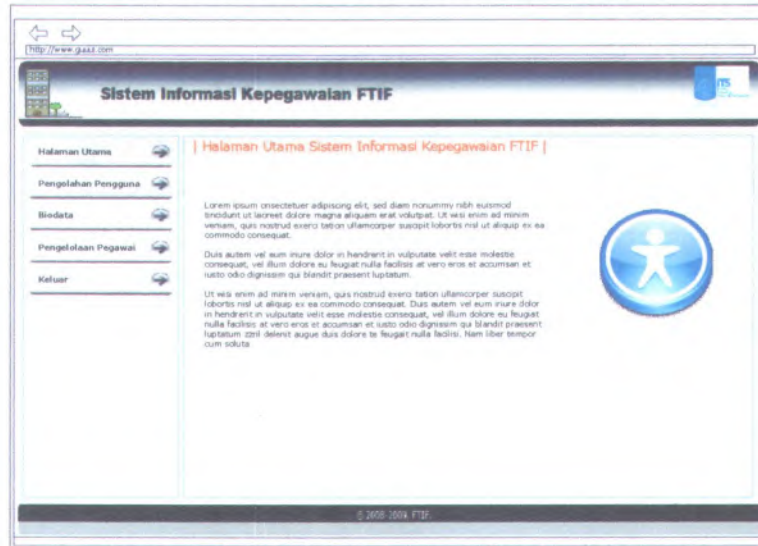 Sistem Informasi Kepegawaian FTIF
ITS
Halaman Utama
Pengolahan Pengguna
Biodata
Pengelolaan Pegawai
Keluar
| Halaman Utama Sistem Informasi Kepegawaian FTIF |
Lorem ipsum onsectetuer adipiscing elit, sed diam nonummy nibh euismod
tincidunt ut laoreet dolore magna aliquam erat volutpat. Ut wisi enim ad minim
veniam, quis nostrud exerci tation ullamcorper suscipit lobortis nisl ut aliquip ex ea
commodo consequat.
Duis autem vel eum iriure dolor in hendrerit in vulputate velit esse molestie
consequat, vel illum dolore eu feugiat nulla facilisis at vero eros et accumsan et
iusto odio dignissim qui blandit praesent luptatum.
Ut wisi enim ad minim veniam, quis nostrud exerci tation ullamcorper suscipit
lobortis nisl ut aliquip ex ea commodo consequat. Duis autem vel eum iriure dolor
in hendrerit in vulputate velit esse molestie consequat, vel illum dolore eu feugiat
nulla facilisis at vero eros et accumsan et iusto odio dignissim qui blandit praesent
luptatum zzril delenit augue duis dolore te feugait nulla facilisi. Nam liber tempor
cum soluta
© 2008-2009. FTIF.